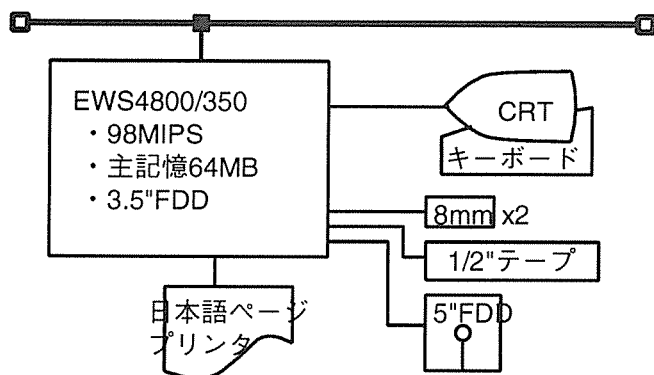 EWS4800/350
・98MIPS
・主記憶64MB
・3.5"FDD
CRT
キーボード
8mm x2
1/2"テープ
5"FDD
日本語ページ
プリンタ